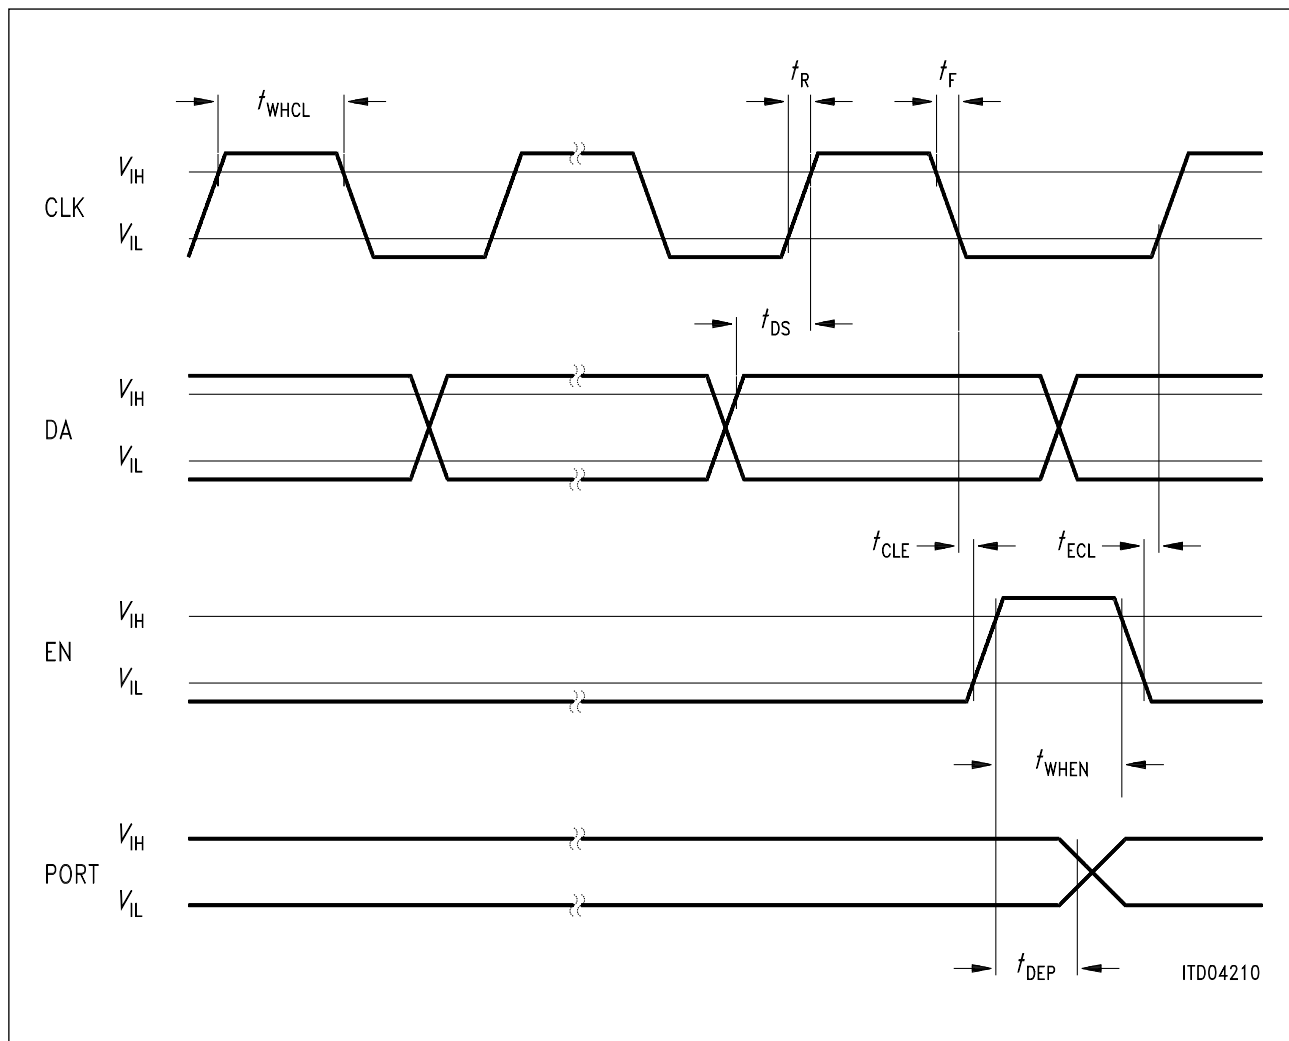 tR tF
tWHCL
VIH
CLK
VIL
tDS
VIH
DA
VIL
tCLE tECL
VIH
EN
VIL
tWHEN
VIH
PORT
VIL
tDEP
ITD04210